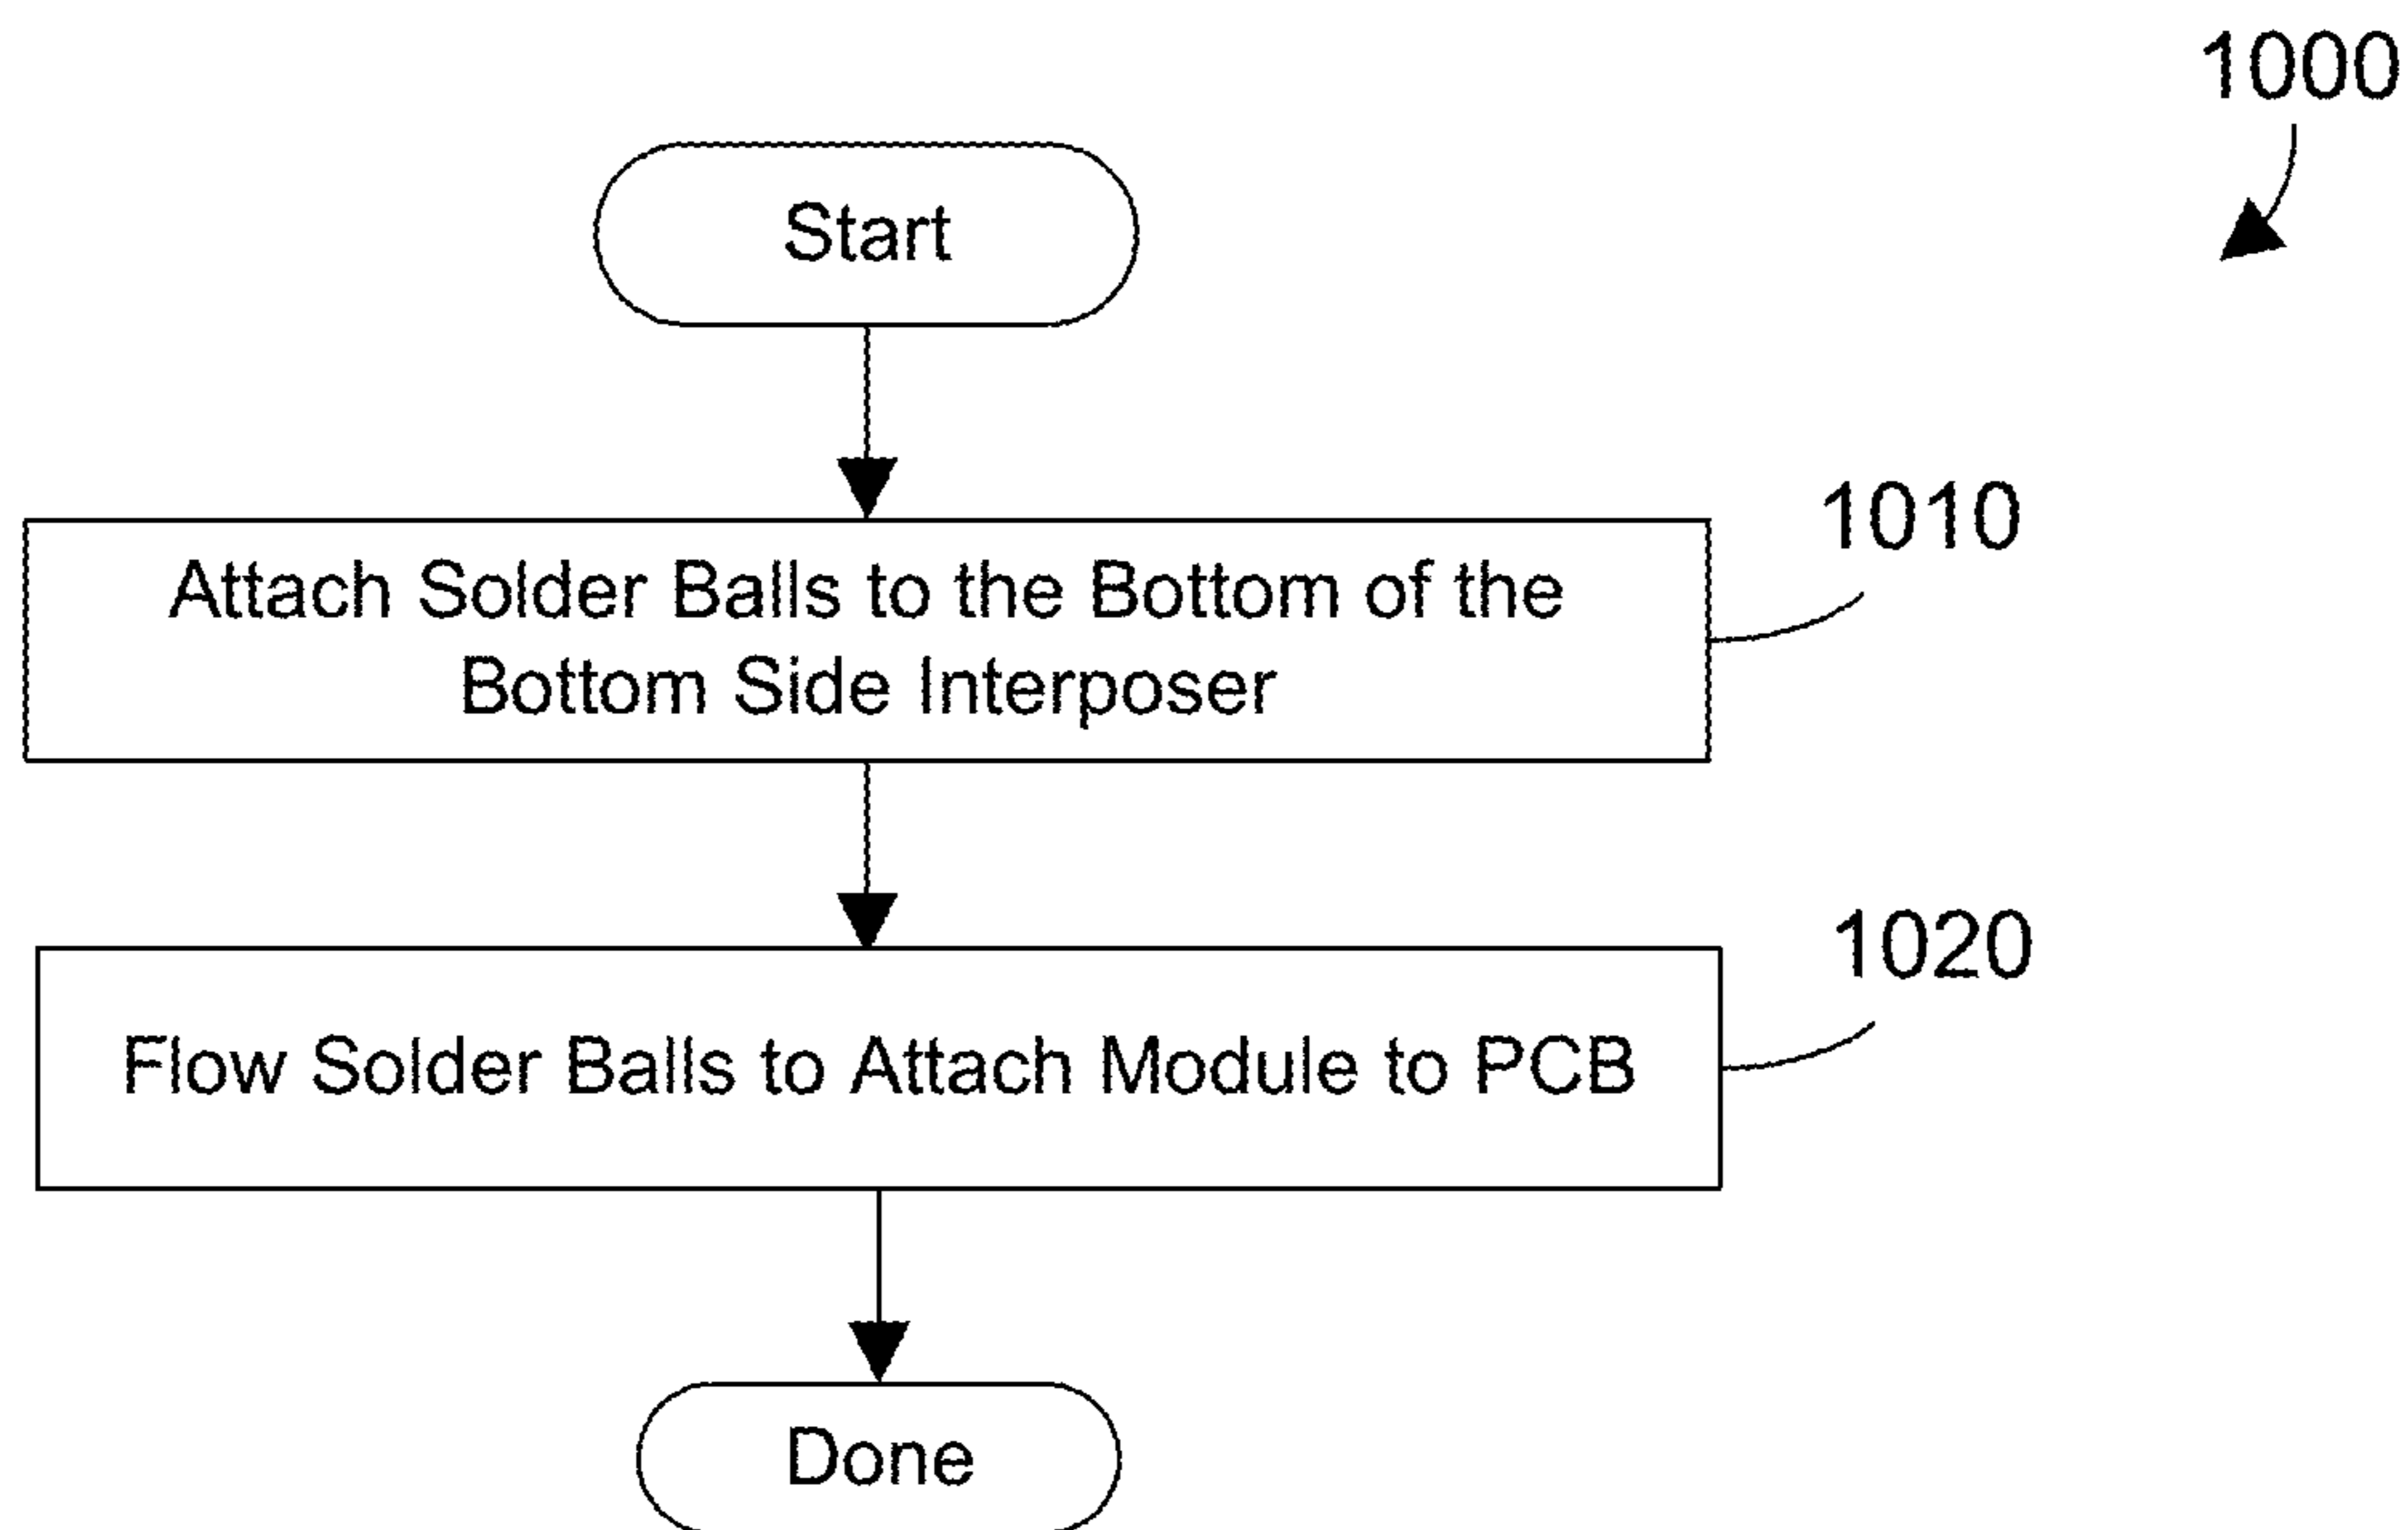 1000
Start
1010
Attach Solder Balls to the Bottom of the
Bottom Side Interposer
1020
Flow Solder Balls to Attach Module to PCB
Done